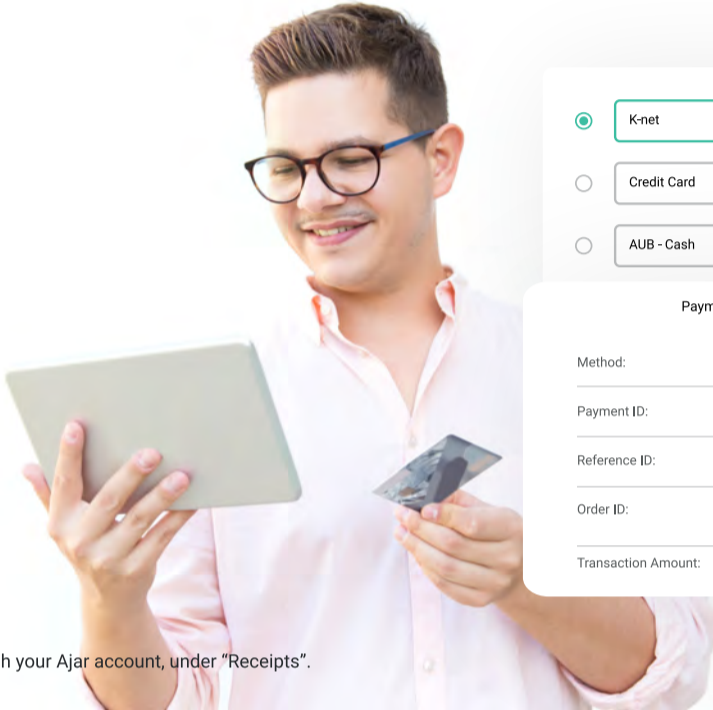 K-net
Credit Card
AUB - Cash
Method:
Payment ID:
Reference ID:
Order ID:
Transaction Amount:
your Ajar account, under “Receipts”.